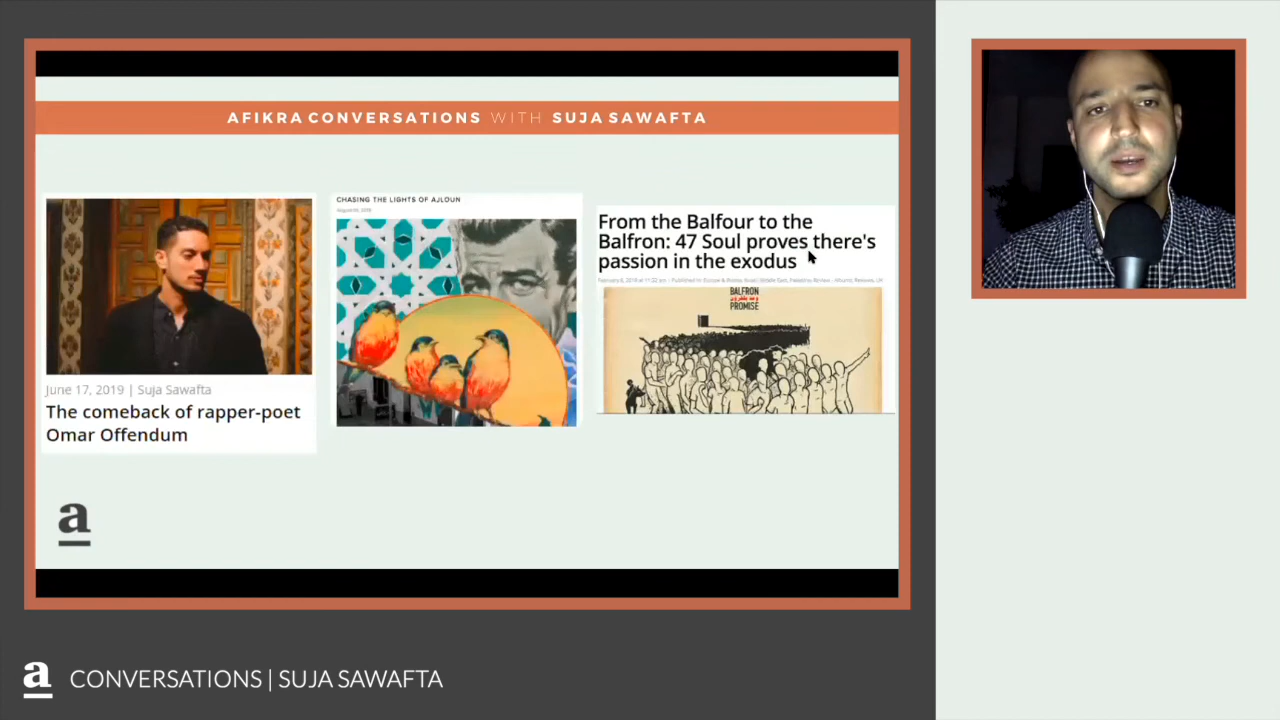 AFIKRA CONVERSATIONS WITH SUJA SAWAFTA
June 17, 2019 | Suja Sawafta
The comeback of rapper-poet
Omar Offendum
CHASING THE LIGHTS OF AJLOUN
From the Balfour to the
Balfron: 47 Soul proves there's
passion in the exodus
BALFRON
PROMISE
a
a
CONVERSATIONS | SUJA SAWAFTA